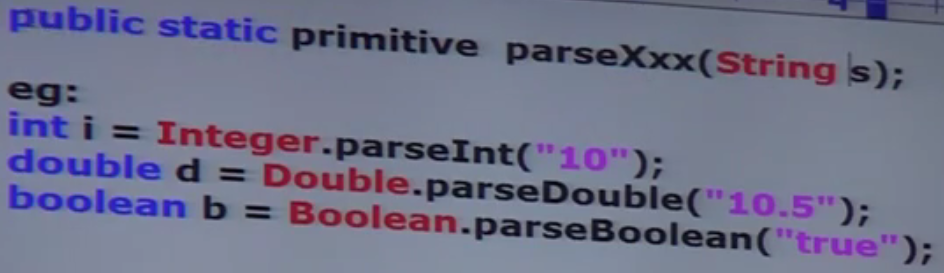 public static primitive parseXxx(String s);
eg:
int i = Integer.parseInt("10");
double d = Double.parseDouble("10.5");
boolean b = Boolean.parseBoolean("true");